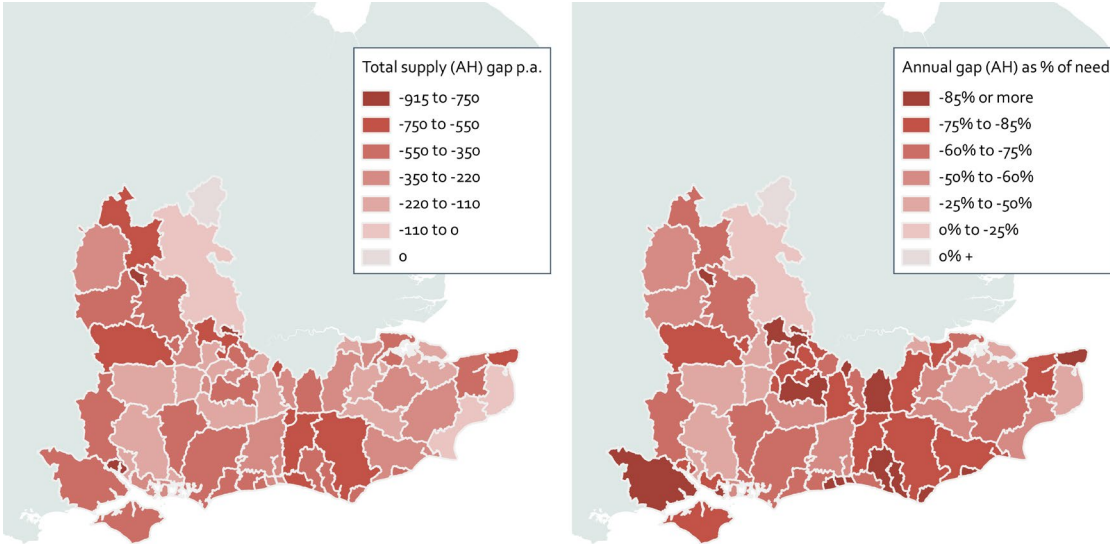 Total supply (AH) gap p.a.
-915 to -750
-750 to -550
-550 to -350
-350 to -220
-220 to -110
-110 to 0
0
Annual gap (AH) as % of need
-85% or more
-75% to -85%
-60% to -75%
-50% to -60%
-25% to -50%
0% to -25%
0% +